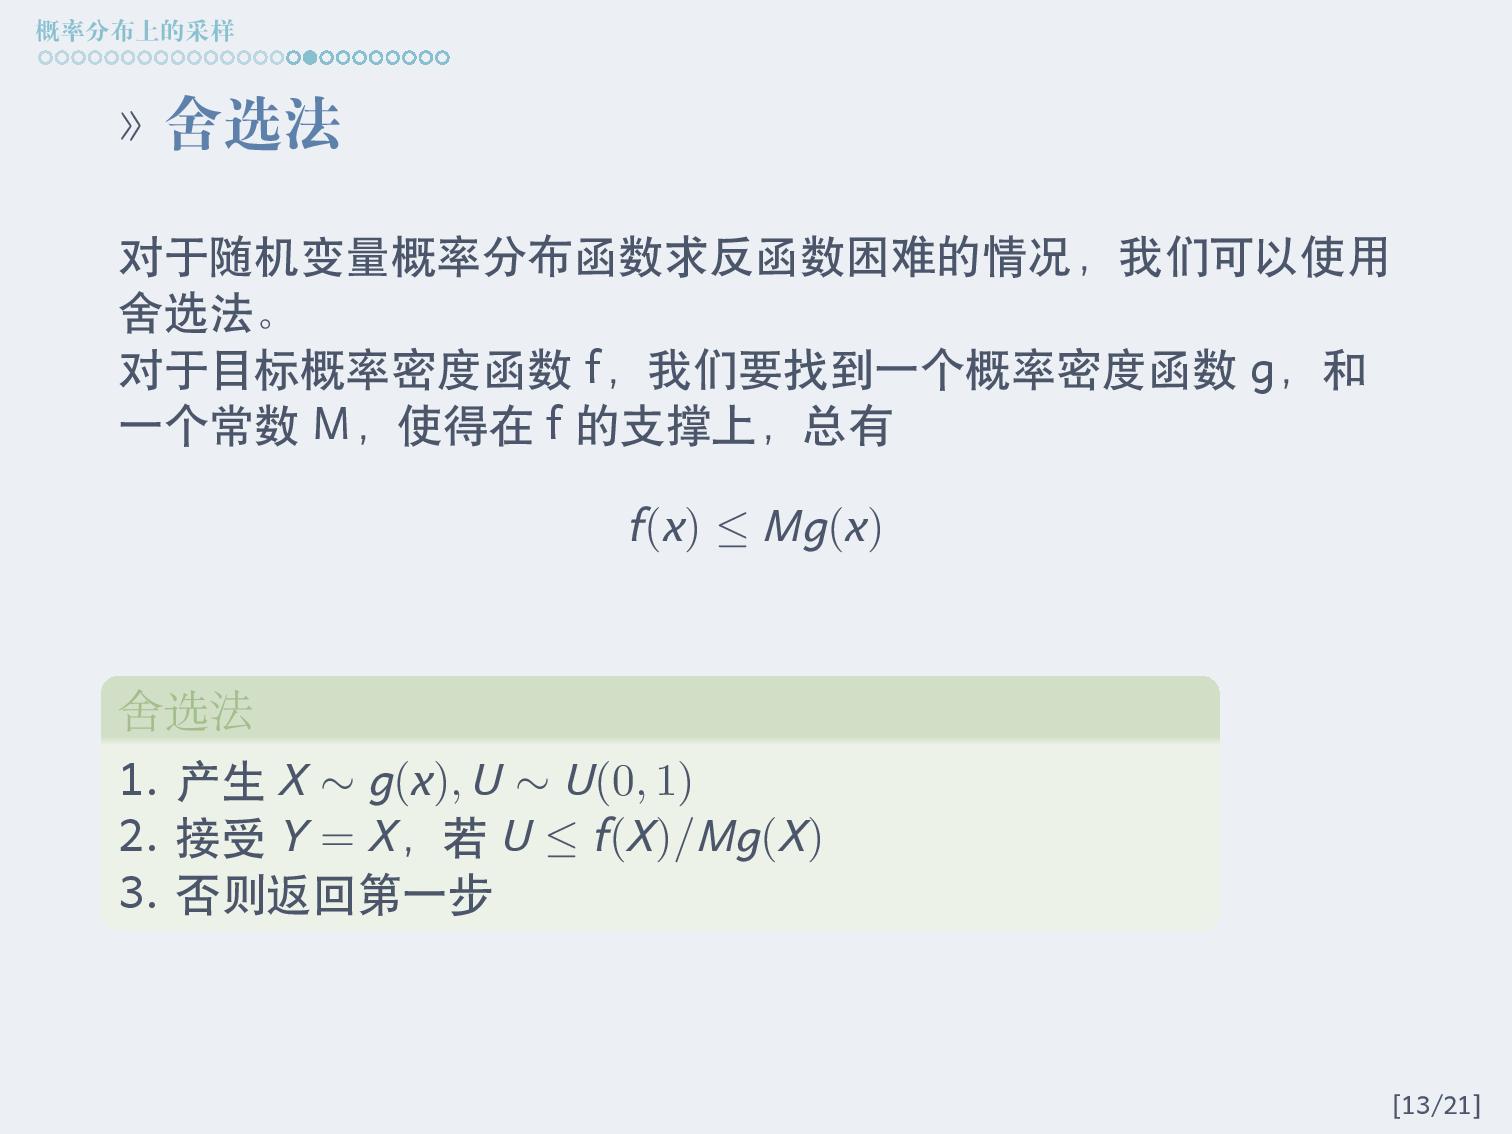 概率分布上的采样
» 舍选法
对于随机变量概率分布函数求反函数困难的情况，我们可以使用
舍选法。
对于目标概率密度函数 f，我们要找到一个概率密度函数 g，和
一个常数 M，使得在 f 的支撑上，总有
f(x) ≤ Mg(x)
舍选法
1. 产生 X ∼ g(x), U ∼ U(0, 1)
2. 接受 Y = X，若 U ≤ f(X)/Mg(X)
3. 否则返回第一步
[13/21]